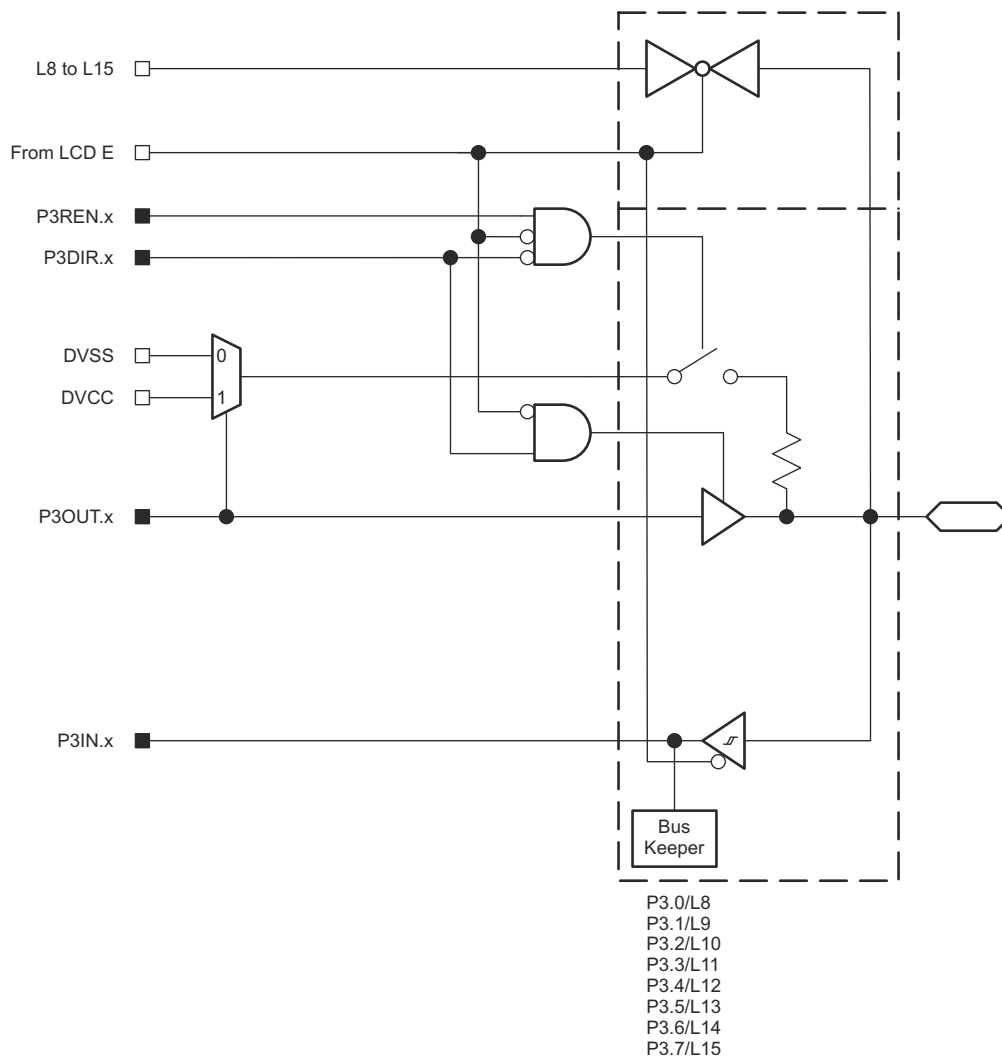 L8 to L15
From LCD E
P3REN.x
P3DIR.x
DVSS
0
DVCC
1
P3OUT.x
P3IN.x
Bus
Keeper
P3.0/L8
P3.1/L9
P3.2/L10
P3.3/L11
P3.4/L12
P3.5/L13
P3.6/L14
P3.7/L15